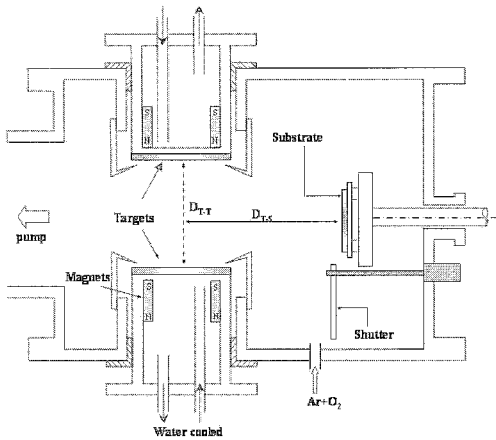 S
S
N
N
Substrate
Targets
D_T-T
D_T-S
pump
Magnets
S
S
N
N
Shutter
Ar+O₂
Water cooled